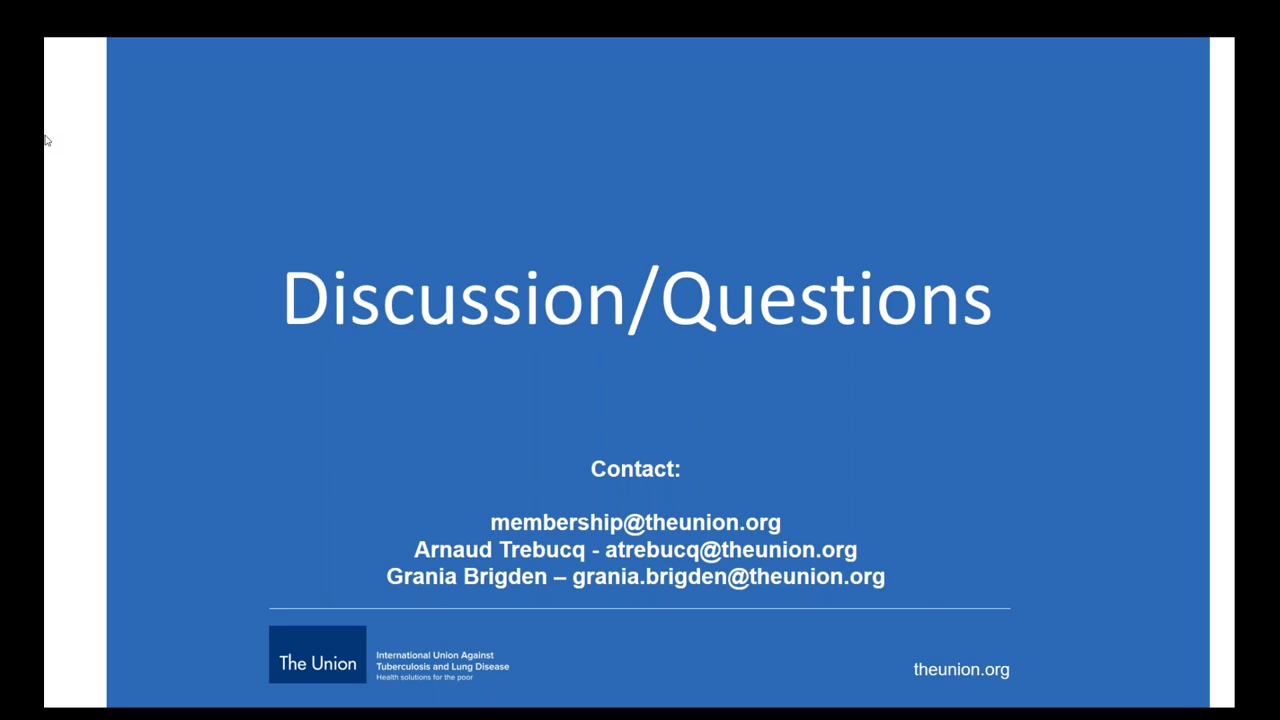 Discussion/Questions
Contact:
membership@theunion.org
Arnaud Trebucq - atrebucq@theunion.org
Grania Brigden – grania.brigden@theunion.org
The Union
International Union Against
Tuberculosis and Lung Disease
Health solutions for the poor
theunion.org